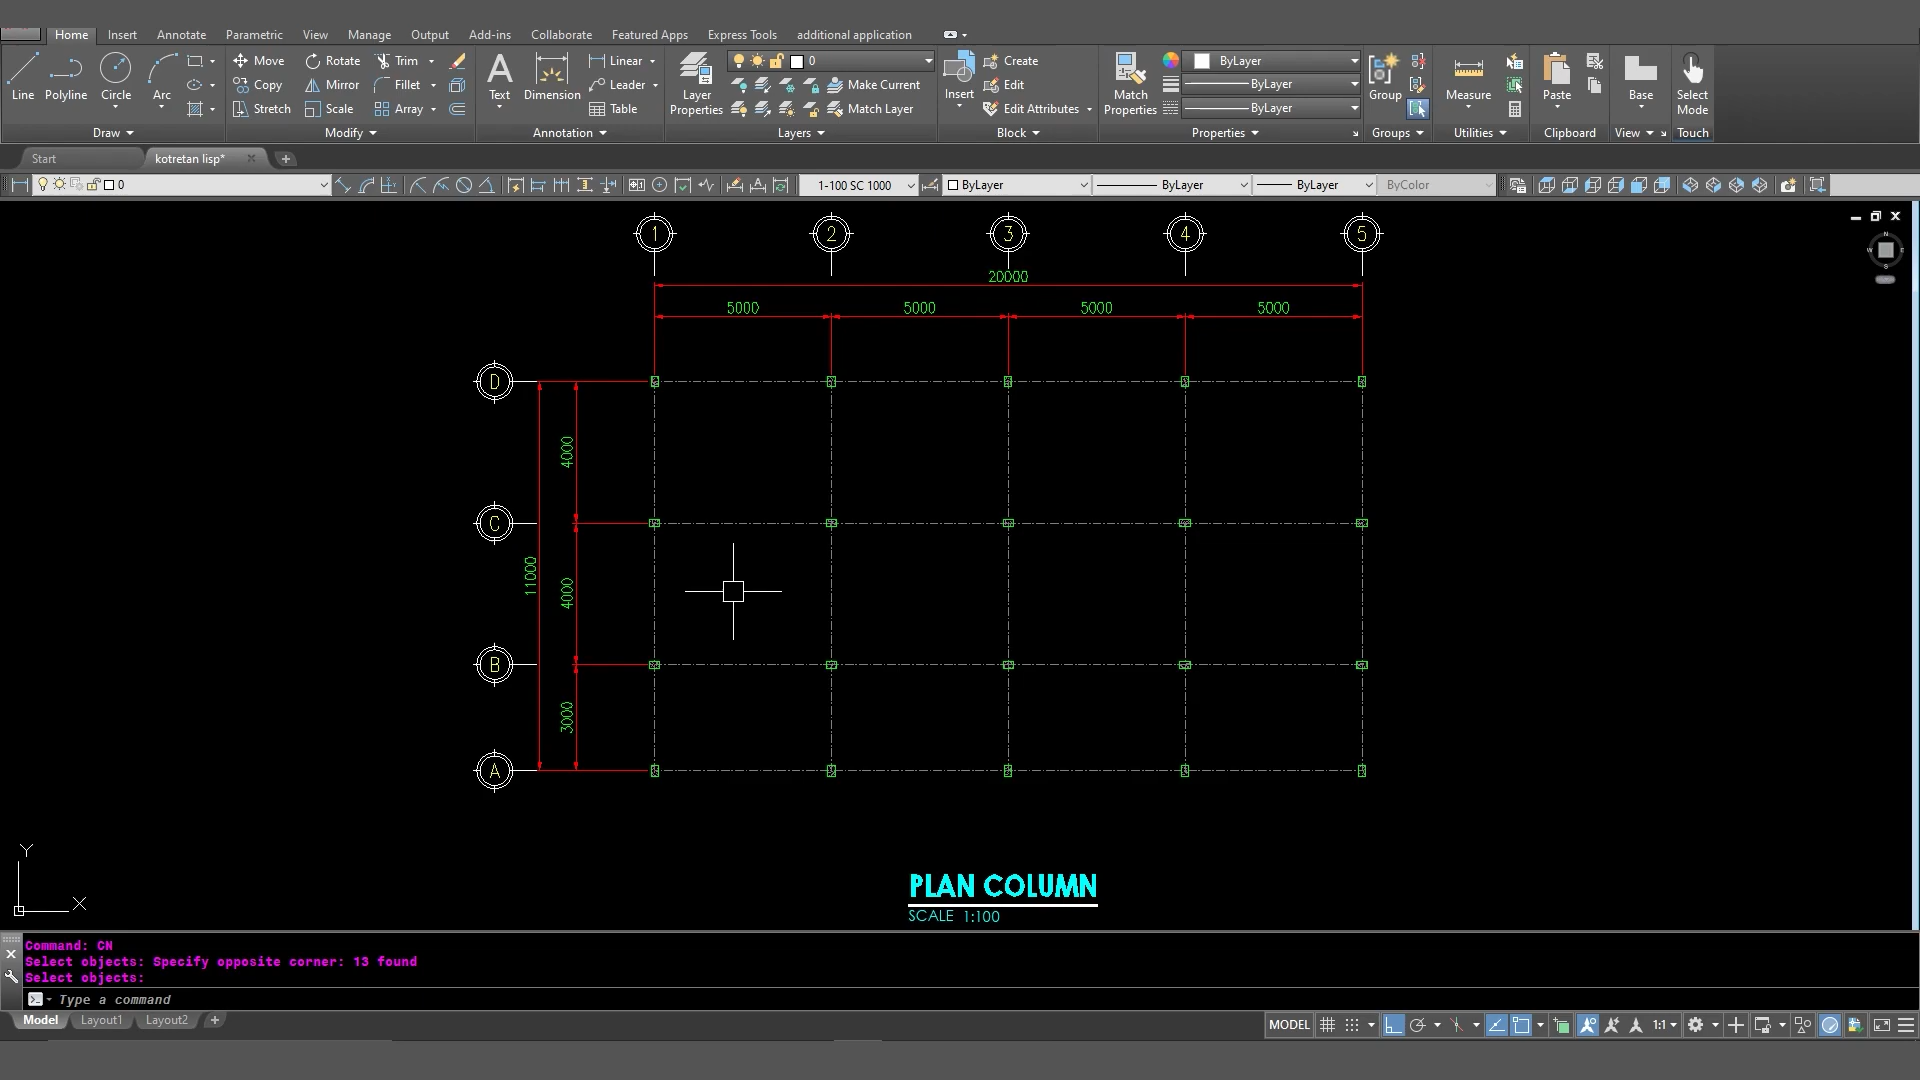 Home Insert Annotate Parametric View Manage Output Add-ins Collaborate Featured Apps Express Tools additional application
Line Polyline Circle Arc
Move Rotate Trim
Copy Mirror Fillet
Stretch Scale Array
Text Dimension
Linear
Leader
Table
Layer Properties
0
Make Current
Match Layer
Insert
Create
Edit
Edit Attributes
Match Properties
ByLayer
ByLayer
ByLayer
Group
Measure
Paste
Base
Select Mode
Draw Modify Annotation Layers Block Properties Groups Utilities Clipboard View Touch
Start kotretan lisp*
0 1-100 SC 1000 ByLayer ByLayer ByLayer ByColor
1 2 3 4 5
20000
5000 5000 5000 5000
D
4000
C
11000
4000
B
3000
A
N
W
E
S
Y
X
PLAN COLUMN
SCALE 1:100
Command: CN
Select objects: Specify opposite corner: 13 found
Select objects:
Type a command
Model Layout1 Layout2
MODEL 1:1